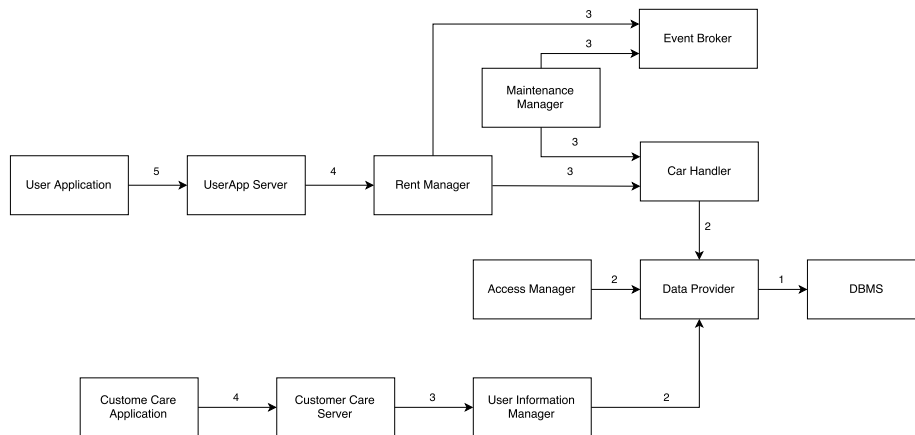 3
Event Broker
3
Maintenance
Manager
3
User Application
5
UserApp Server
4
Rent Manager
3
Car Handler
2
Access Manager
2
Data Provider
1
DBMS
Custome Care
Application
4
Customer Care
Server
3
User Information
Manager
2